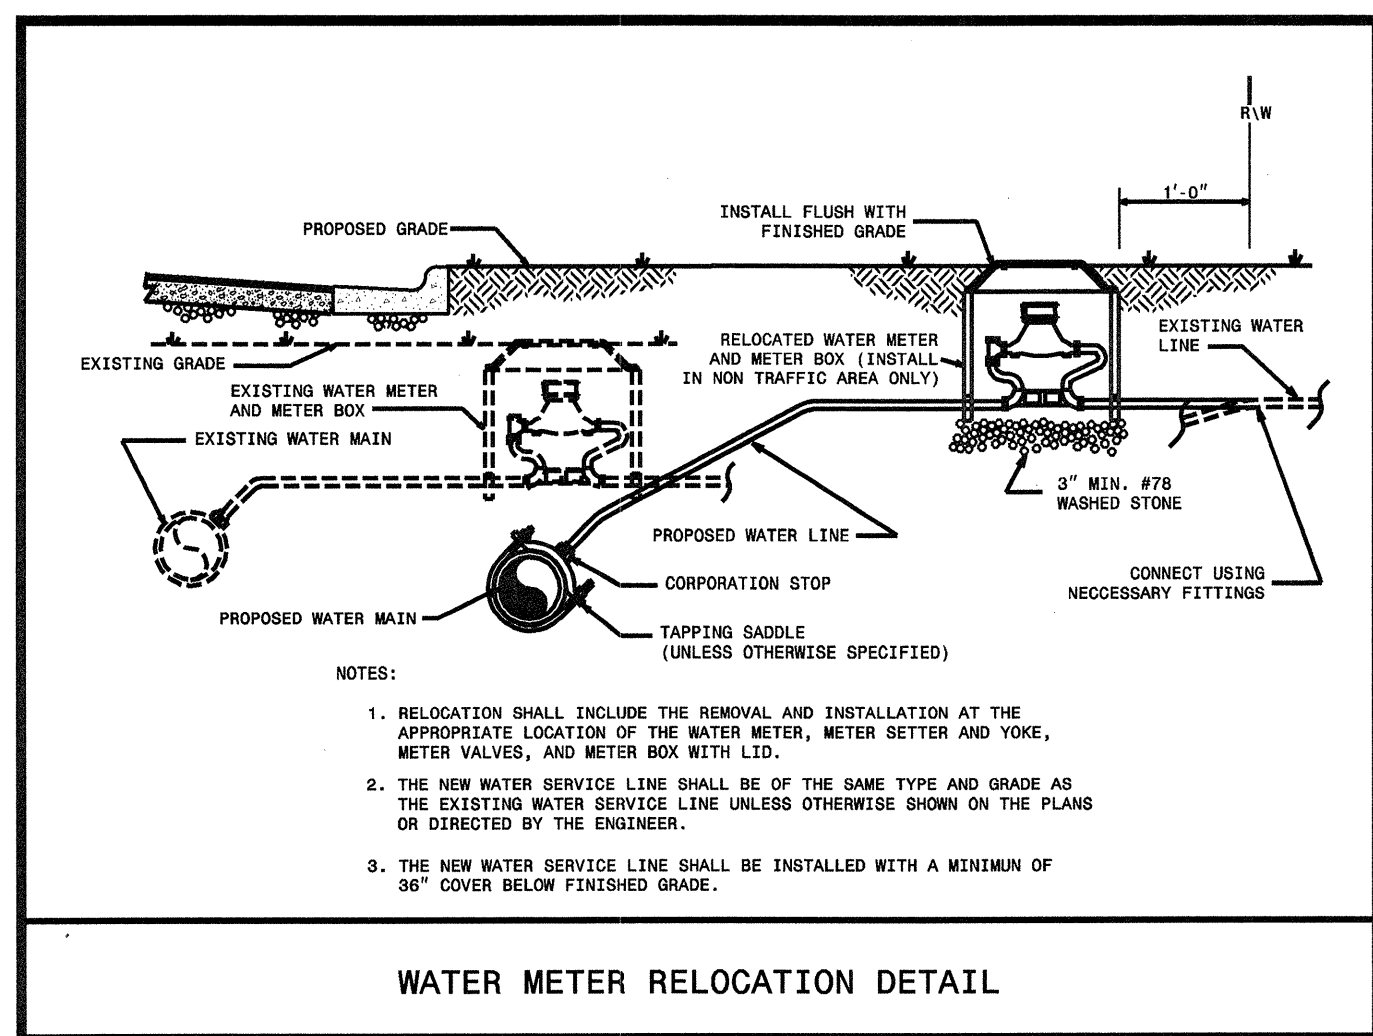 R\W
1'-0"
INSTALL FLUSH WITH
FINISHED GRADE
PROPOSED GRADE
EXISTING GRADE
EXISTING WATER METER
AND METER BOX
EXISTING WATER MAIN
RELOCATED WATER METER
AND METER BOX (INSTALL
IN NON TRAFFIC AREA ONLY)
EXISTING WATER
LINE
3" MIN. #78
WASHED STONE
PROPOSED WATER LINE
CORPORATION STOP
CONNECT USING
NECCESSARY FITTINGS
PROPOSED WATER MAIN
TAPPING SADDLE
(UNLESS OTHERWISE SPECIFIED)
NOTES:
1. RELOCATION SHALL INCLUDE THE REMOVAL AND INSTALLATION AT THE
APPROPRIATE LOCATION OF THE WATER METER, METER SETTER AND YOKE,
METER VALVES, AND METER BOX WITH LID.
2. THE NEW WATER SERVICE LINE SHALL BE OF THE SAME TYPE AND GRADE AS
THE EXISTING WATER SERVICE LINE UNLESS OTHERWISE SHOWN ON THE PLANS
OR DIRECTED BY THE ENGINEER.
3. THE NEW WATER SERVICE LINE SHALL BE INSTALLED WITH A MINIMUN OF
36" COVER BELOW FINISHED GRADE.
WATER METER RELOCATION DETAIL